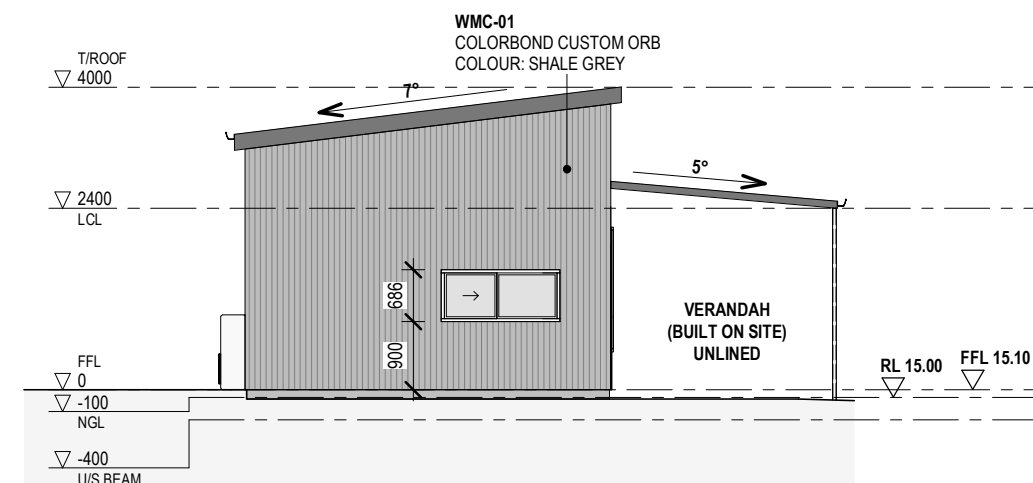 WMC-01
COLORBOND CUSTOM ORB
COLOUR: SHALE GREY
T/ROOF
4000
7°
5°
2400
LCL
686
900
VERANDAH
(BUILT ON SITE)
UNLINED
RL 15.00
FFL 15.10
FFL
0
-100
NGL
-400
U/S BEAM